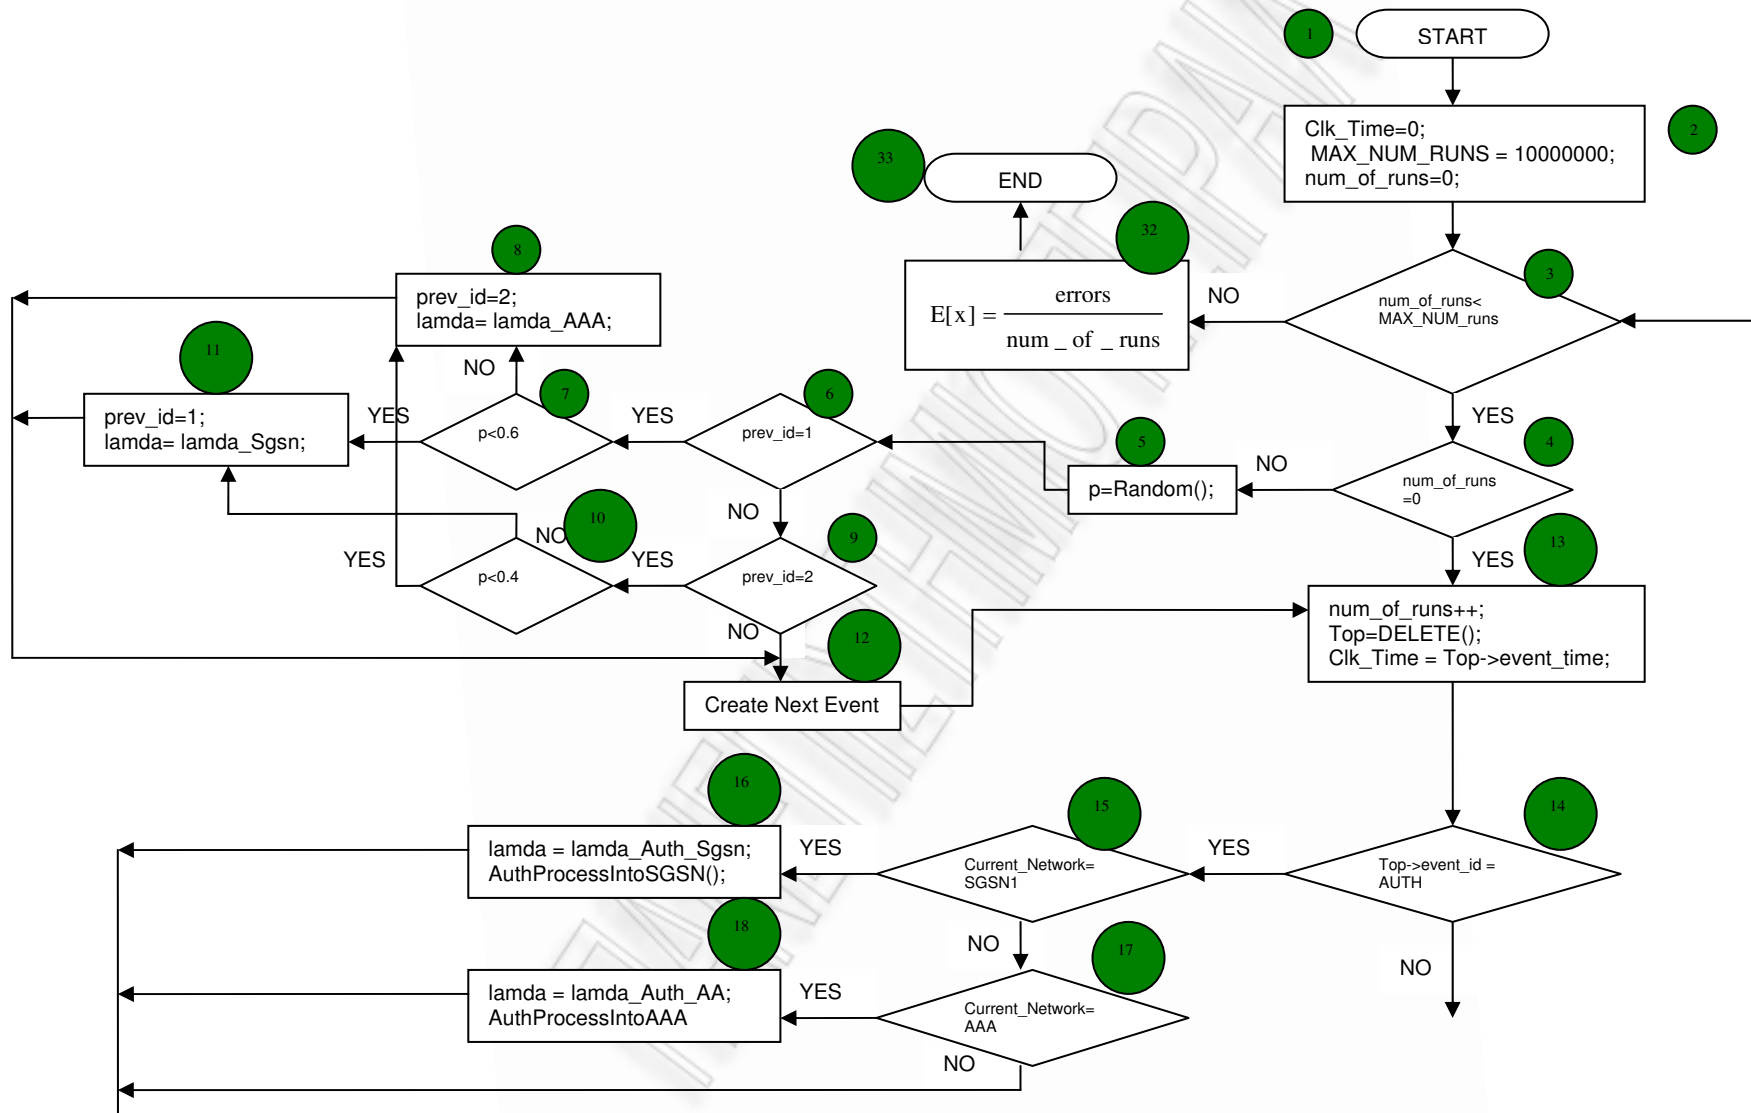 1
START
2
Clk_Time=0;
MAX_NUM_RUNS = 10000000;
num_of_runs=0;
33
END
32
E[x] = errors
num _ of _ runs
NO
3
num_of_runs<
MAX_NUM_runs
YES
8
prev_id=2;
lamda= lamda_AAA;
11
prev_id=1;
lamda= lamda_Sgsn;
NO
7
p<0.6
YES
YES
6
prev_id=1
5
p=Random();
NO
4
num_of_runs
=0
YES
NO
10
NO
p<0.4
YES
YES
9
prev_id=2
NO
12
Create Next Event
13
num_of_runs++;
Top=DELETE();
Clk_Time = Top->event_time;
16
lamda = lamda_Auth_Sgsn;
AuthProcessIntoSGSN();
YES
15
Current_Network=
SGSN1
YES
14
Top->event_id =
AUTH
NO
NO
18
lamda = lamda_Auth_AA;
AuthProcessIntoAAA
YES
17
Current_Network=
AAA
NO